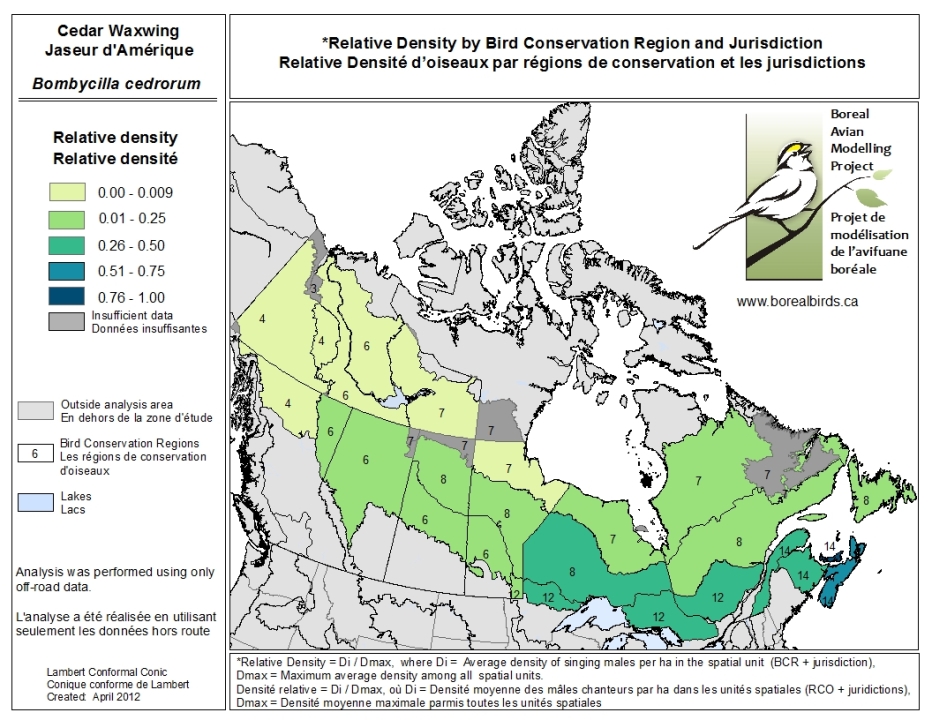 Cedar Waxwing
Jaseur d'Amérique
Bombycilla cedrorum
Relative density
Relative densité
0.00 - 0.009
0.01 - 0.25
0.26 - 0.50
0.51 - 0.75
0.76 - 1.00
Insufficient data
Données insuffisantes
Outside analysis area
En dehors de la zone d'étude
Bird Conservation Regions
6
Les régions de conservation
d'oiseaux
Lakes
Lacs
Analysis was performed using only
off-road data.
L'analyse a été réalisée en utilisant
seulement les données hors route
Lambert Conformal Conic
Conique conforme de Lambert
Created: April 2012
*Relative Density by Bird Conservation Region and Jurisdiction
Relative Densité d'oiseaux par régions de conservation et les jurisdictions
Boreal
Avian
Modelling
Project
Projet de
modélisation
de l'avifuane
boréale
www.borealbirds.ca
3
4
4
6
4
6
7
7
6
7
7
6
8
7
7
7
8
8
6
8
7
8
4
6
2
12
12
12
14
14
14
14
*Relative Density = Di / Dmax, where Di = Average density of singing males per ha in the spatial unit (BCR + jurisdiction),
Dmax = Maximum average density among all spatial units.
Densité relative = Di / Dmax, où Di = Densité moyenne des mâles chanteurs par ha dans les unités spatiales (RCO + juridictions),
Dmax = Densité moyenne maximale parmis toutes les unités spatiales